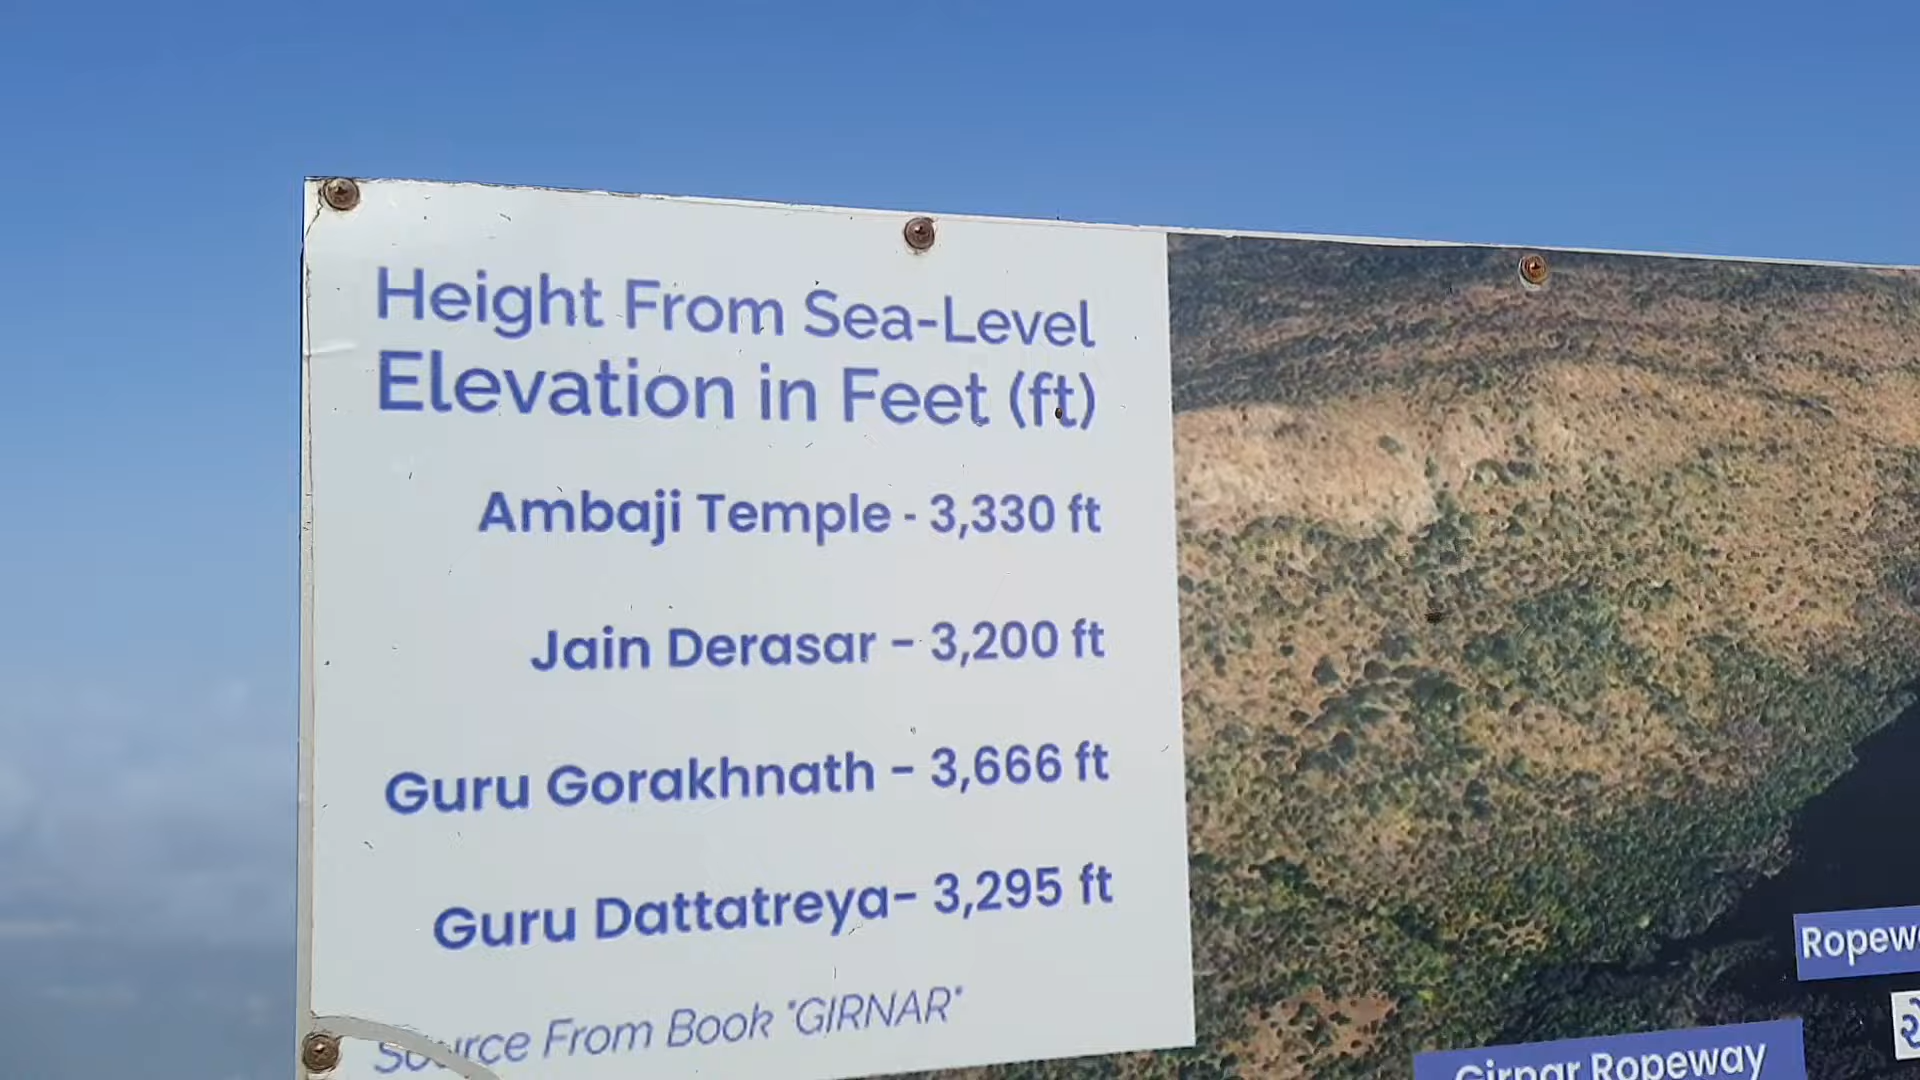 Height From Sea-Level
Elevation in Feet (ft)
Ambaji Temple - 3,330 ft
Jain Derasar – 3,200 ft
Guru Gorakhnath – 3,666 ft
Guru Dattatreya– 3,295 ft
Source From Book "GIRNAR"
Girnar Ropeway